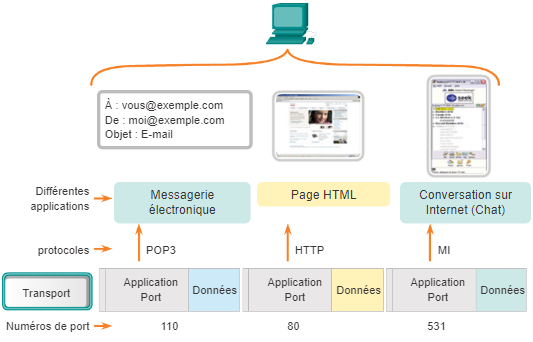 À : vous@exemple.com
De : moi@exemple.com
Objet : E-mail
Différentes
applications
Messagerie
électronique
Page HTML
Conversation sur
Internet (Chat)
protocoles
POP3
HTTP
MI
Transport
Application
Port
Données
Application
Port
Données
Application
Port
Données
Numéros de port
110
80
531